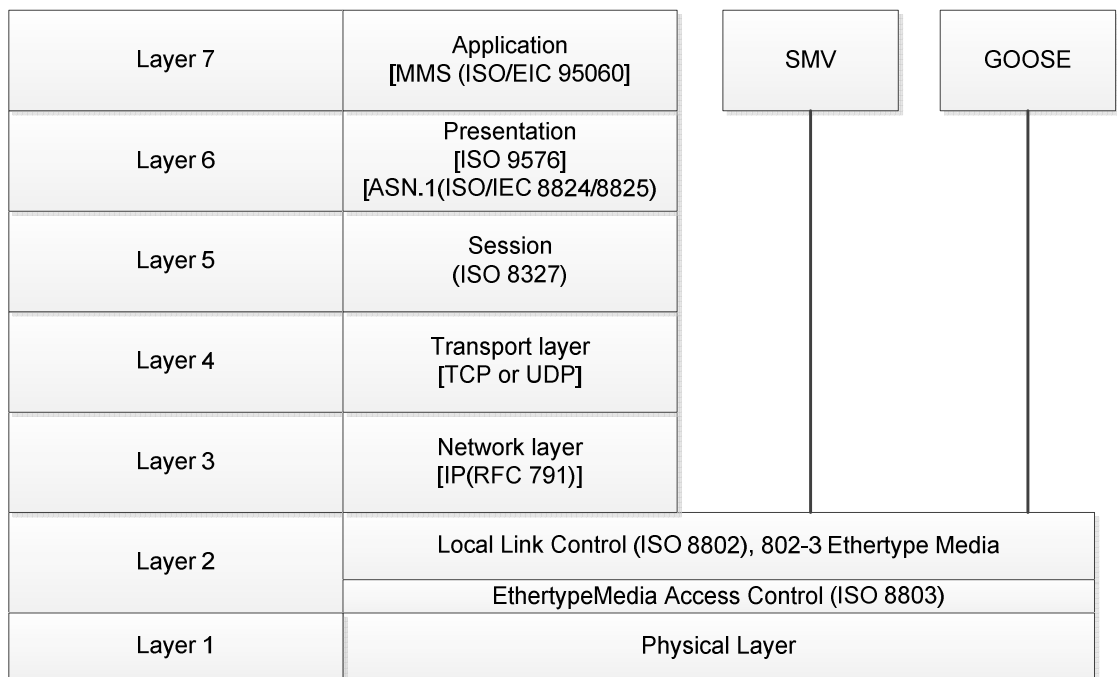 Layer 7
Application
[MMS (ISO/EIC 95060]
SMV
GOOSE
Layer 6
Presentation
[ISO 9576]
[ASN.1(ISO/IEC 8824/8825)
Layer 5
Session
(ISO 8327)
Layer 4
Transport layer
[TCP or UDP]
Layer 3
Network layer
[IP(RFC 791)]
Layer 2
Local Link Control (ISO 8802), 802-3 Ethertype Media
EthertypeMedia Access Control (ISO 8803)
Layer 1
Physical Layer